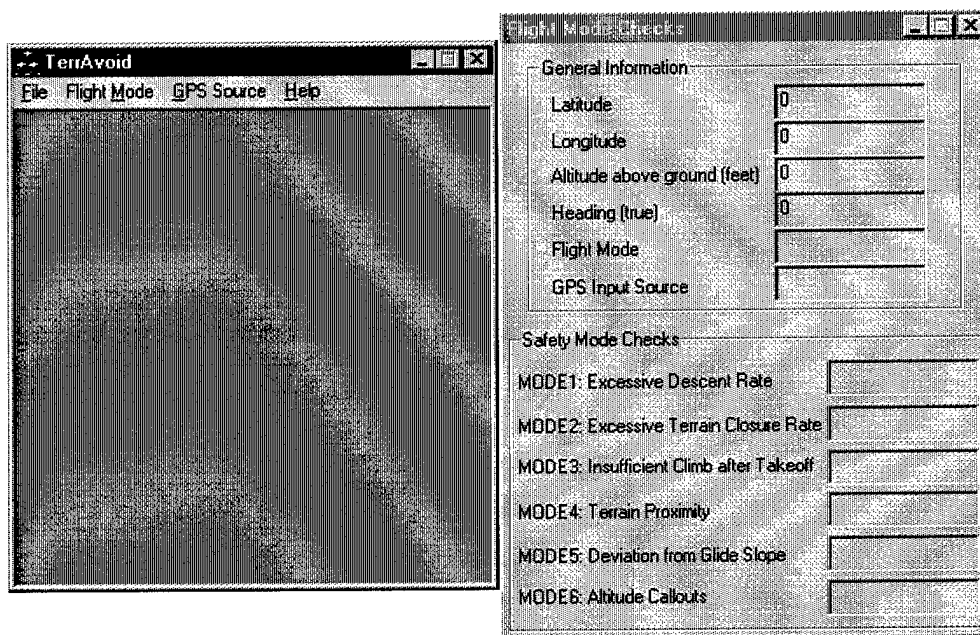 TerrAvoid
File Flight Mode GPS Source Help
Flight Mode Checks
General Information
Latitude 0
Longitude 0
Altitude above ground (feet) 0
Heading (true) 0
Flight Mode
GPS Input Source
Safety Mode Checks
MODE1: Excessive Descent Rate
MODE2: Excessive Terrain Closure Rate
MODE3: Insufficient Climb after Takeoff
MODE4: Terrain Proximity
MODE5: Deviation from Glide Slope
MODE6: Altitude Callouts